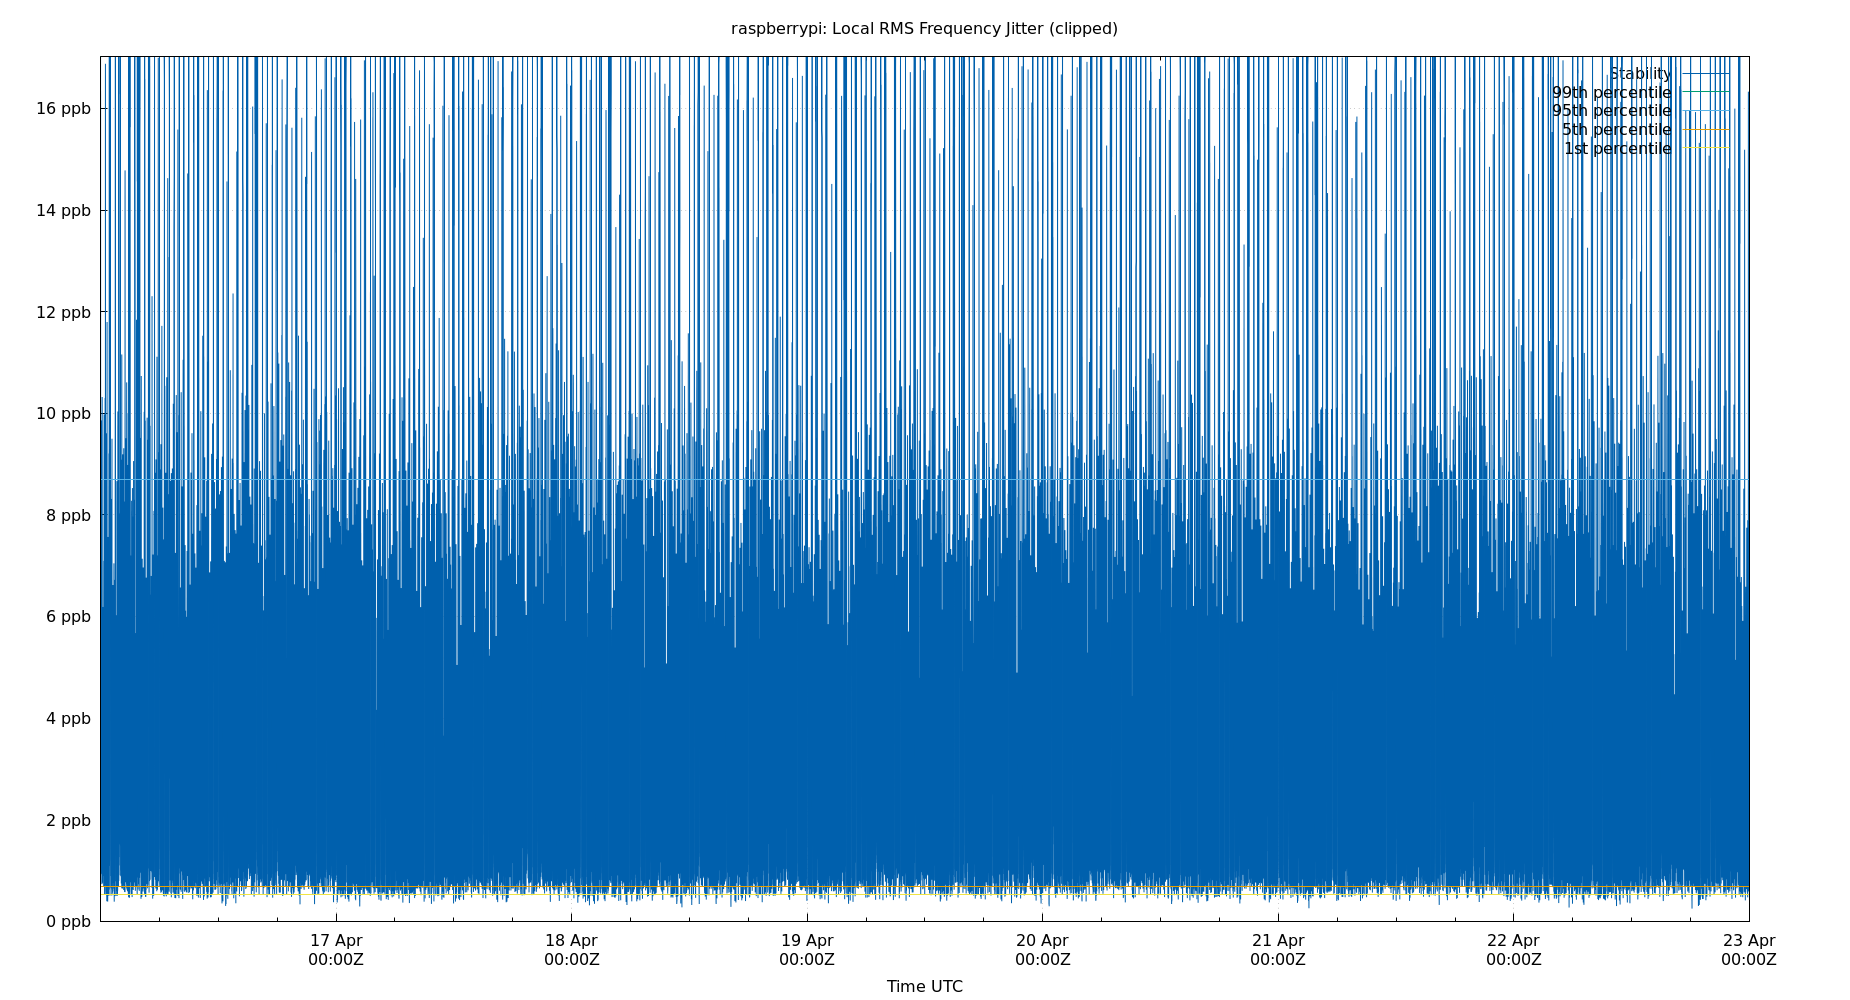 raspberrypi: Local RMS Frequency Jitter (clipped)
Stability
99th percentile
95th percentile
5th percentile
1st percentile
16 ppb
14 ppb
12 ppb
10 ppb
8 ppb
6 ppb
4 ppb
2 ppb
0 ppb
17 Apr 18 Apr 19 Apr 20 Apr 21 Apr 22 Apr 23 Apr
00:00Z 00:00Z 00:00Z 00:00Z 00:00Z 00:00Z 00:00Z
Time UTC